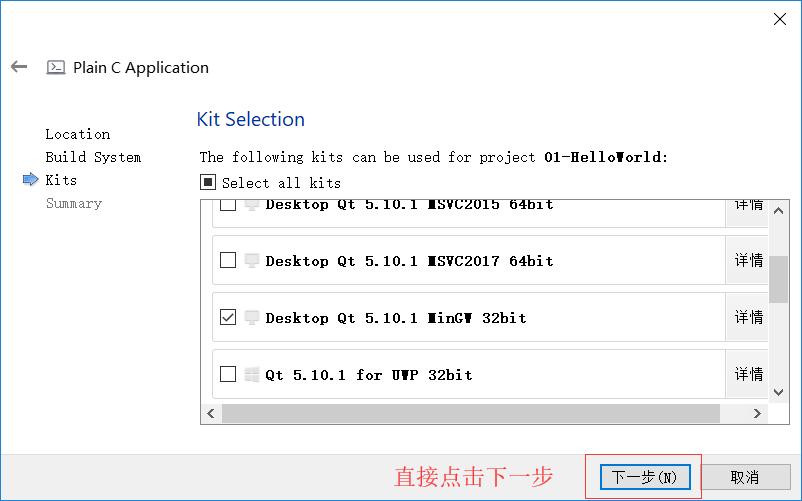 Plain C Application
Location
Build System
Kits
Summary
Kit Selection
The following kits can be used for project 01-HelloWorld:
Select all kits
Desktop Qt 5.10.1 MSVC2015 64bit 详情
Desktop Qt 5.10.1 MSVC2017 64bit 详情
Desktop Qt 5.10.1 MinGW 32bit 详情
Qt 5.10.1 for UWP 32bit 详情
直接点击下一步 下一步(N) 取消